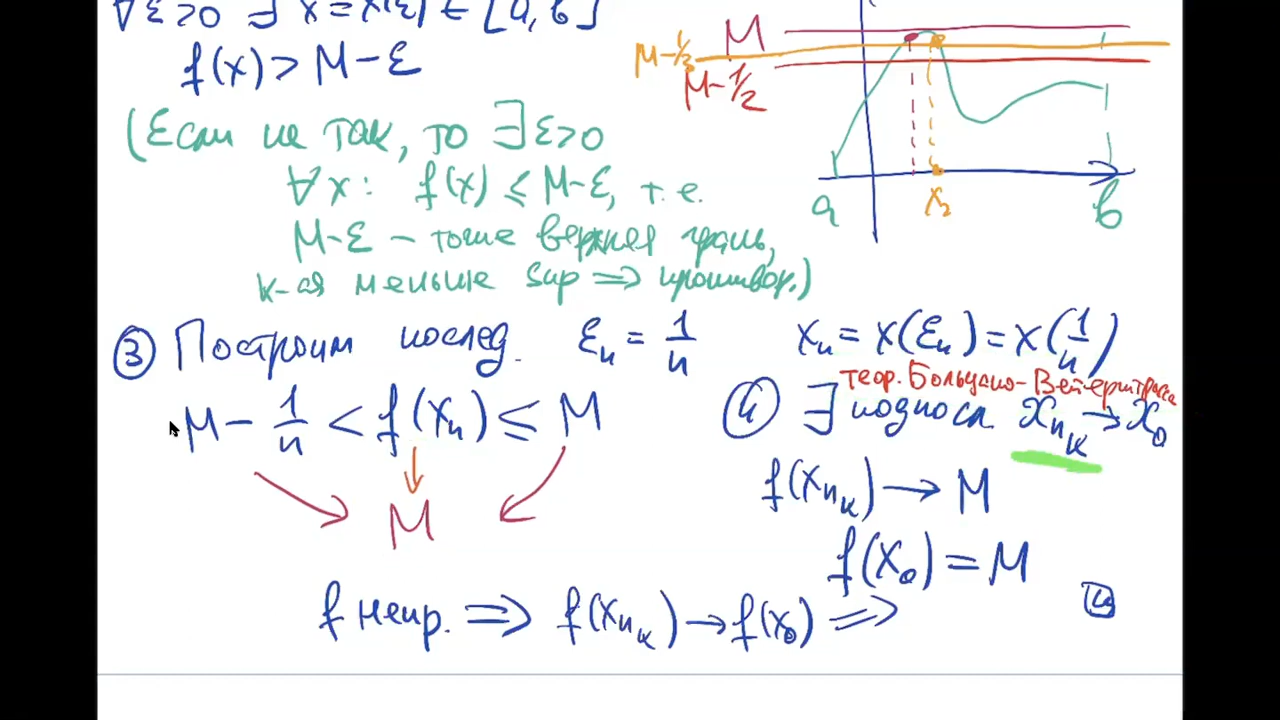 ∀ε>0 ∃ x=x(ε) ∈ [a, b]
f(x) > M-ε
(Если не так, то ∃ε>0
∀x: f(x) ≤ M-ε, т.е.
M-ε - тоже верхняя грань,
к-ая меньше sup ⇒ противор.)
M
M-1/3
M-1/2
a
x₂
b
③ Построим послед. εₙ = 1/n xₙ = x(εₙ) = x(1/n)
M - 1/n < f(xₙ) ≤ M
M
теор. Больцано-Вейерштрасса
④ ∃ подпосл. xₙₖ → x₀
f(xₙₖ) → M
f(x₀) = M
f непр. ⇒ f(xₙₖ) → f(x₀) ⇒